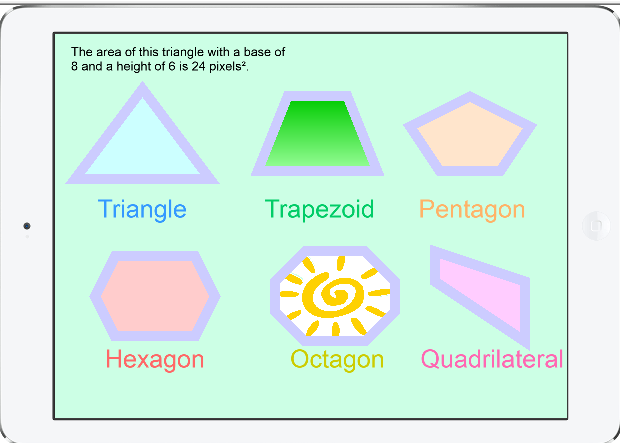 The area of this triangle with a base of
8 and a height of 6 is 24 pixels².
Triangle
Trapezoid
Pentagon
Hexagon
Octagon
Quadrilateral